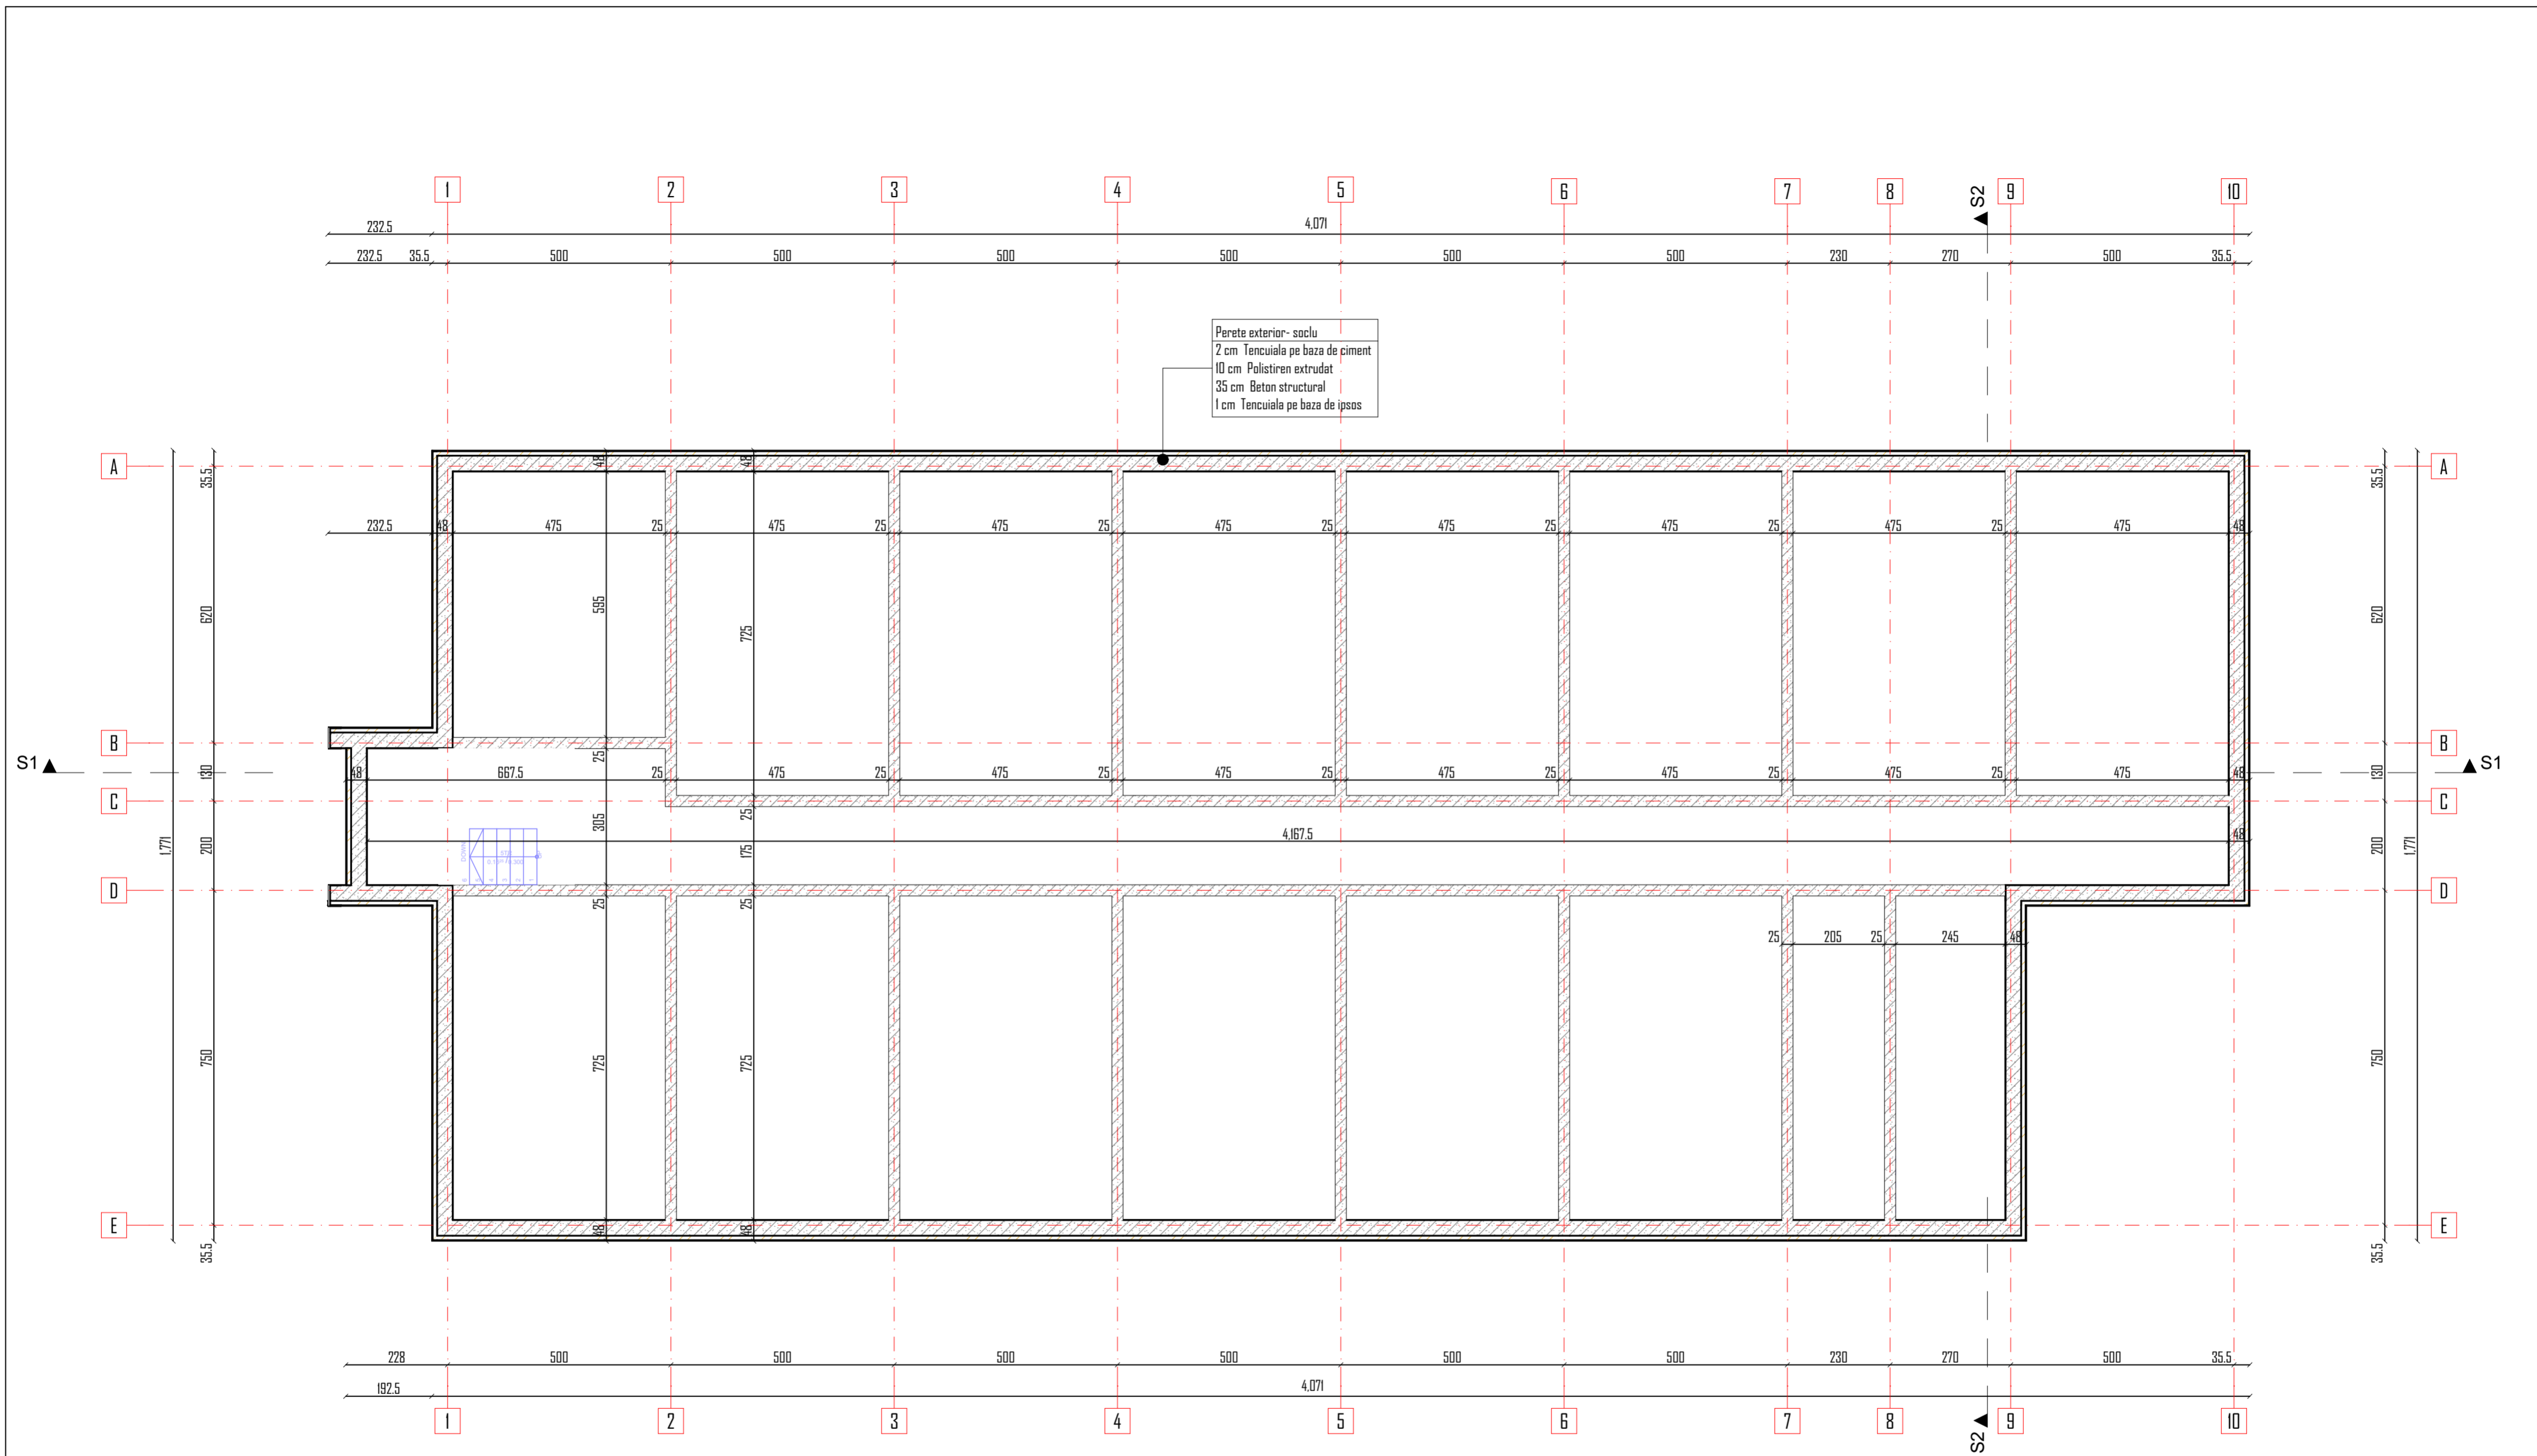 1 2 3 4 5 6 7 8 S2 9 10
232.5 4,071
232.5 35.5 500 500 500 500 500 500 230 270 500 35.5
Perete exterior- soclu
2 cm Tencuiala pe baza de ciment
10 cm Polistiren extrudat
35 cm Beton structural
1 cm Tencuiala pe baza de ipsos
A 35.5 48 48 35.5 A
232.5 48 475 25 475 25 475 25 475 25 475 25 475 25 475 25 475 48
620 595 725 620
B B
S1 130 25 130 S1
48 667.5 25 475 25 475 25 475 25 475 25 475 25 475 25 475 48
C C
1,771 200 305 25 175 4,167.5 48 200 1,771
DOWN
D 25 25 D
25 205 25 245 48
750 725 725 750
E 48 48 E
35.5 35.5
228 500 500 500 500 500 500 230 270 500 35.5
192.5 4,071
1 2 3 4 5 6 7 8 S2 9 10